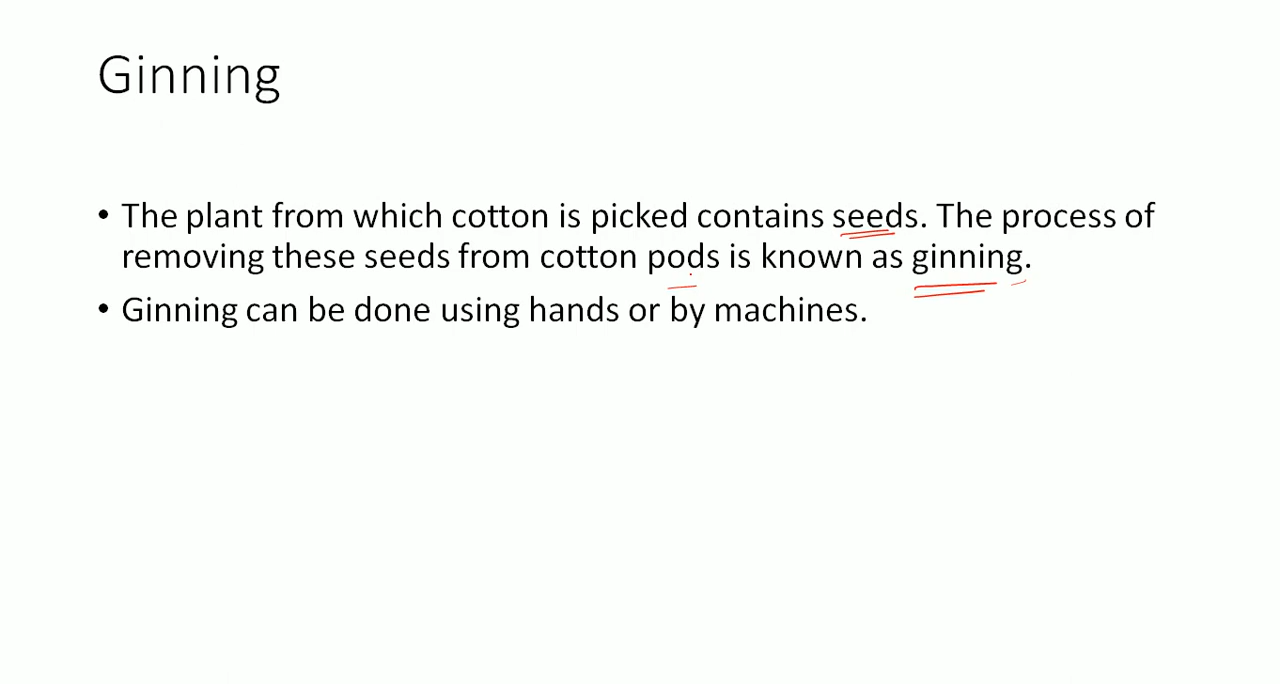 Ginning
• The plant from which cotton is picked contains seeds. The process of
removing these seeds from cotton pods is known as ginning.
• Ginning can be done using hands or by machines.